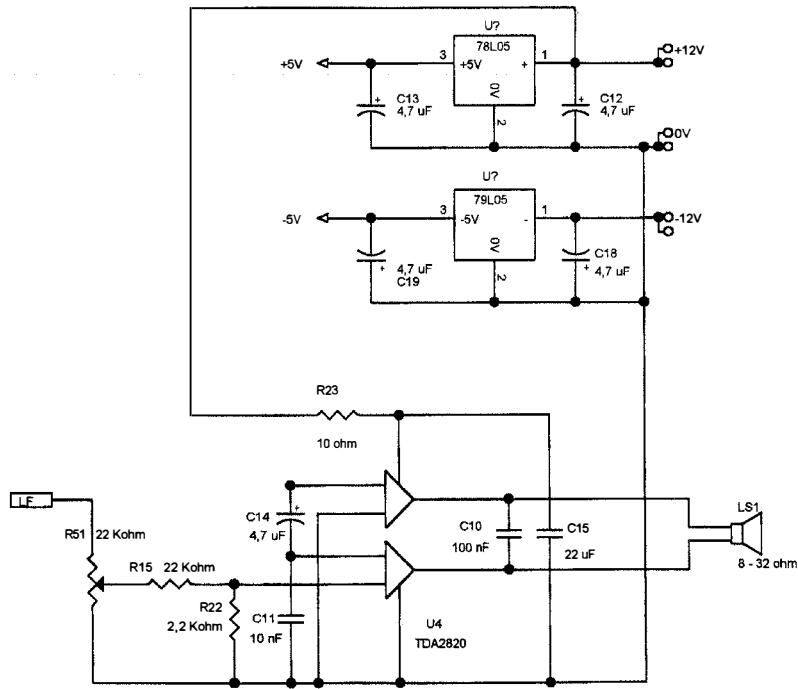 U?
78L05
+5V
3
+5V
+
1
+12V
0V
2
C13
4,7 uF
C12
4,7 uF
0V
U?
79L05
-5V
3
-5V
-
1
-12V
0V
2
4,7 uF
C19
C18
4,7 uF
R23
10 ohm
LF
R51 22 Kohm
C14
4,7 uF
C10
100 nF
C15
22 uF
LS1
8 - 32 ohm
R15 22 Kohm
R22
2,2 Kohm
C11
10 nF
U4
TDA2820